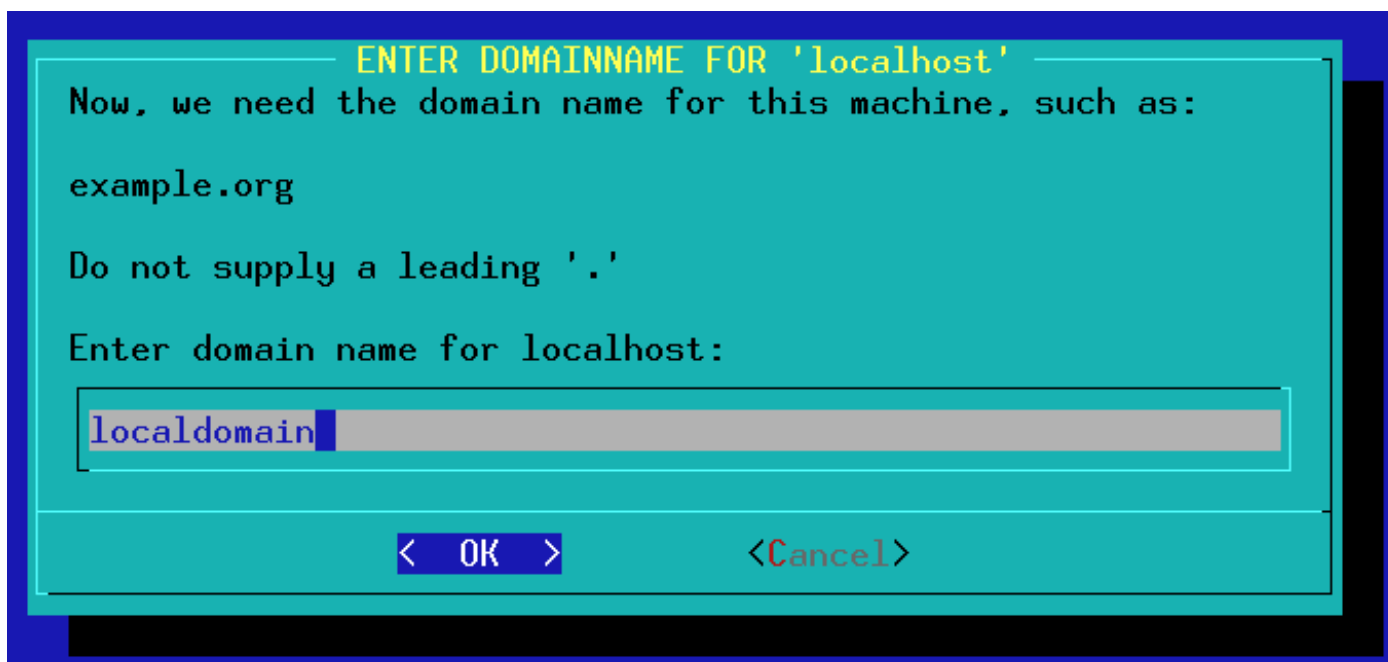 ENTER DOMAINNAME FOR 'localhost'
Now, we need the domain name for this machine, such as:
example.org
Do not supply a leading '.'
Enter domain name for localhost:
localdomain
< OK > <Cancel>